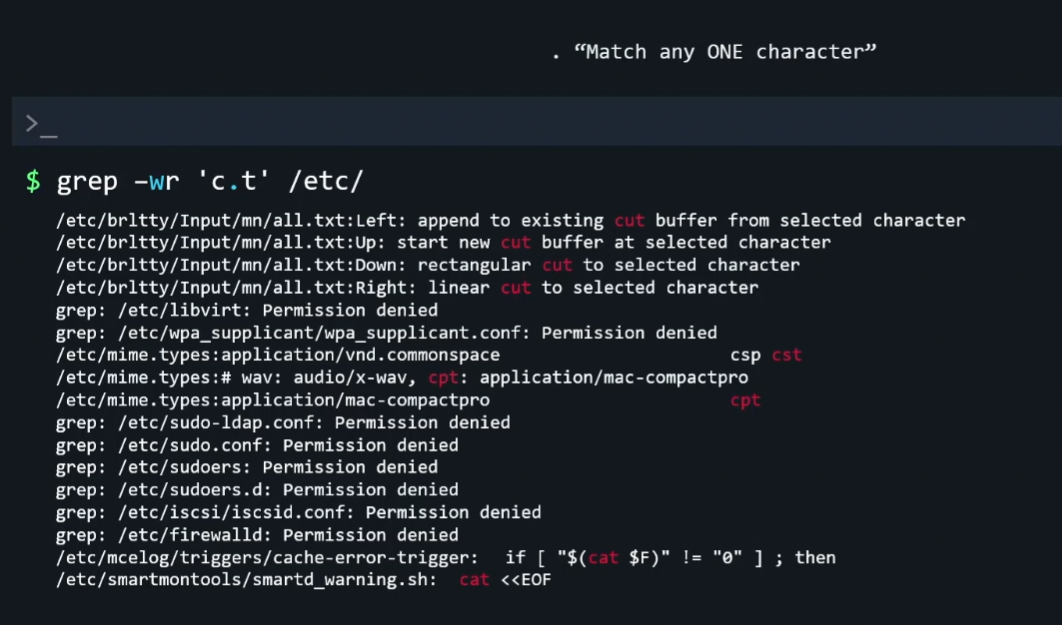 . “Match any ONE character”
>_
$ grep –wr 'c.t' /etc/
/etc/brltty/Input/mn/all.txt:Left: append to existing cut buffer from selected character
/etc/brltty/Input/mn/all.txt:Up: start new cut buffer at selected character
/etc/brltty/Input/mn/all.txt:Down: rectangular cut to selected character
/etc/brltty/Input/mn/all.txt:Right: linear cut to selected character
grep: /etc/libvirt: Permission denied
grep: /etc/wpa_supplicant/wpa_supplicant.conf: Permission denied
/etc/mime.types:application/vnd.commonspace csp cst
/etc/mime.types:# wav: audio/x-wav, cpt: application/mac-compactpro
/etc/mime.types:application/mac-compactpro cpt
grep: /etc/sudo-ldap.conf: Permission denied
grep: /etc/sudo.conf: Permission denied
grep: /etc/sudoers: Permission denied
grep: /etc/sudoers.d: Permission denied
grep: /etc/iscsi/iscsid.conf: Permission denied
grep: /etc/firewalld: Permission denied
/etc/mcelog/triggers/cache-error-trigger: if [ "$(cat $F)" != "0" ] ; then
/etc/smartmontools/smartd_warning.sh: cat <<EOF